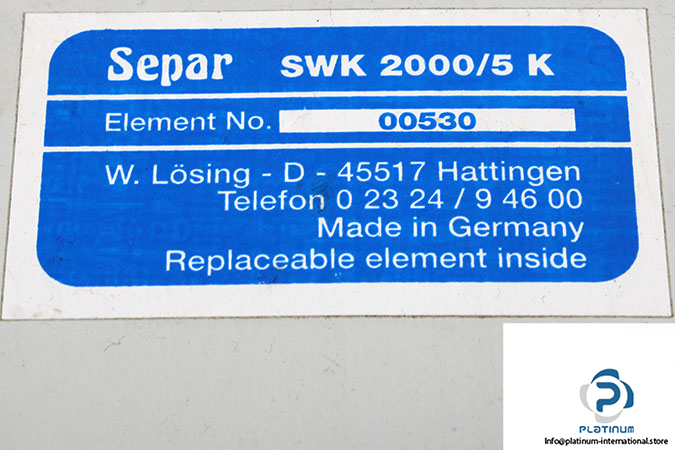 Separ SWK 2000/5 K
Element No. 00530
W. Lösing - D - 45517 Hattingen
Telefon 0 23 24 / 9 46 00
Made in Germany
Replaceable element inside
PLATINUM
Info@platinum-international.store